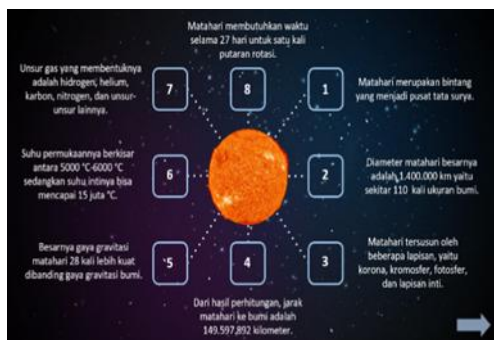 Matahari membutuhkan waktu
selama 27 hari untuk satu kali
putaran rotasi.
Unsur gas yang membentuknya
adalah hidrogen, helium,
karbon, nitrogen, dan unsur-
unsur lainnya.
7
8
1
Matahari merupakan bintang
yang menjadi pusat tata surya.
Suhu permukaannya berkisar
antara 5000 °C-6000 °C
sedangkan suhu intinya bisa
mencapai 15 juta °C.
6
2
Diameter matahari besarnya
adalah 1.400.000 km yaitu
sekitar 110 kali ukuran bumi.
Besarnya gaya gravitasi
matahari 28 kali lebih kuat
dibanding gaya gravitasi bumi.
5
4
3
Matahari tersusun oleh
beberapa lapisan, yaitu
korona, kromosfer, fotosfer,
dan lapisan inti.
Dari hasil perhitungan, jarak
matahari ke bumi adalah
149.597.892 kilometer.